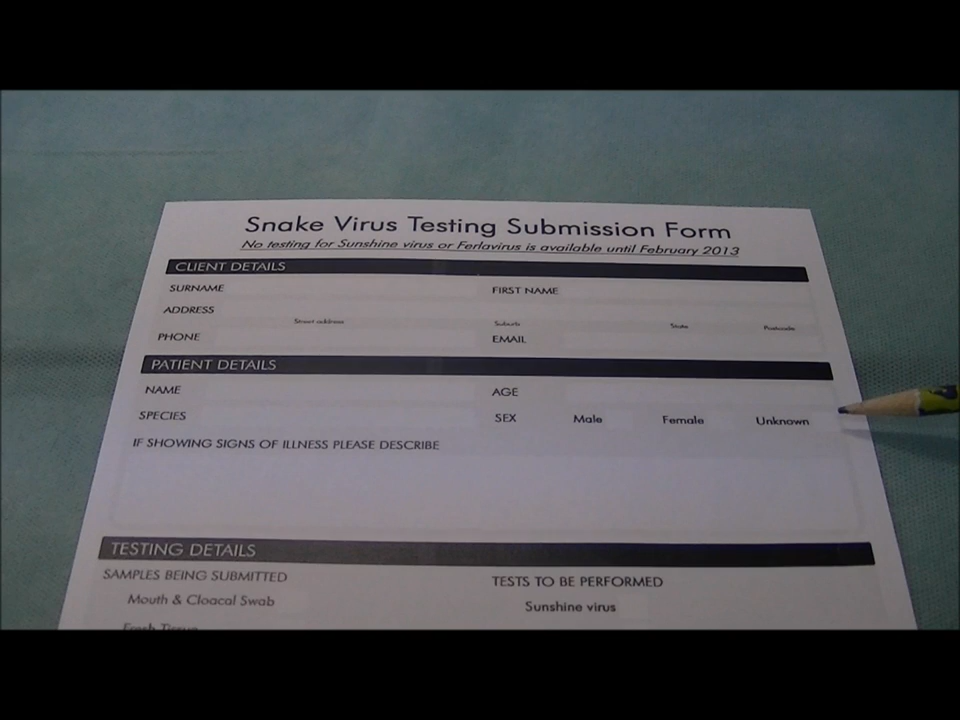 Snake Virus Testing Submission Form
No testing for Sunshine virus or Ferlavirus is available until February 2013
CLIENT DETAILS
SURNAME FIRST NAME
ADDRESS
Street address Suburb State Postcode
PHONE EMAIL
PATIENT DETAILS
NAME AGE
SPECIES SEX Male Female Unknown
IF SHOWING SIGNS OF ILLNESS PLEASE DESCRIBE
TESTING DETAILS
SAMPLES BEING SUBMITTED TESTS TO BE PERFORMED
Mouth & Cloacal Swab Sunshine virus
Fresh Tissue